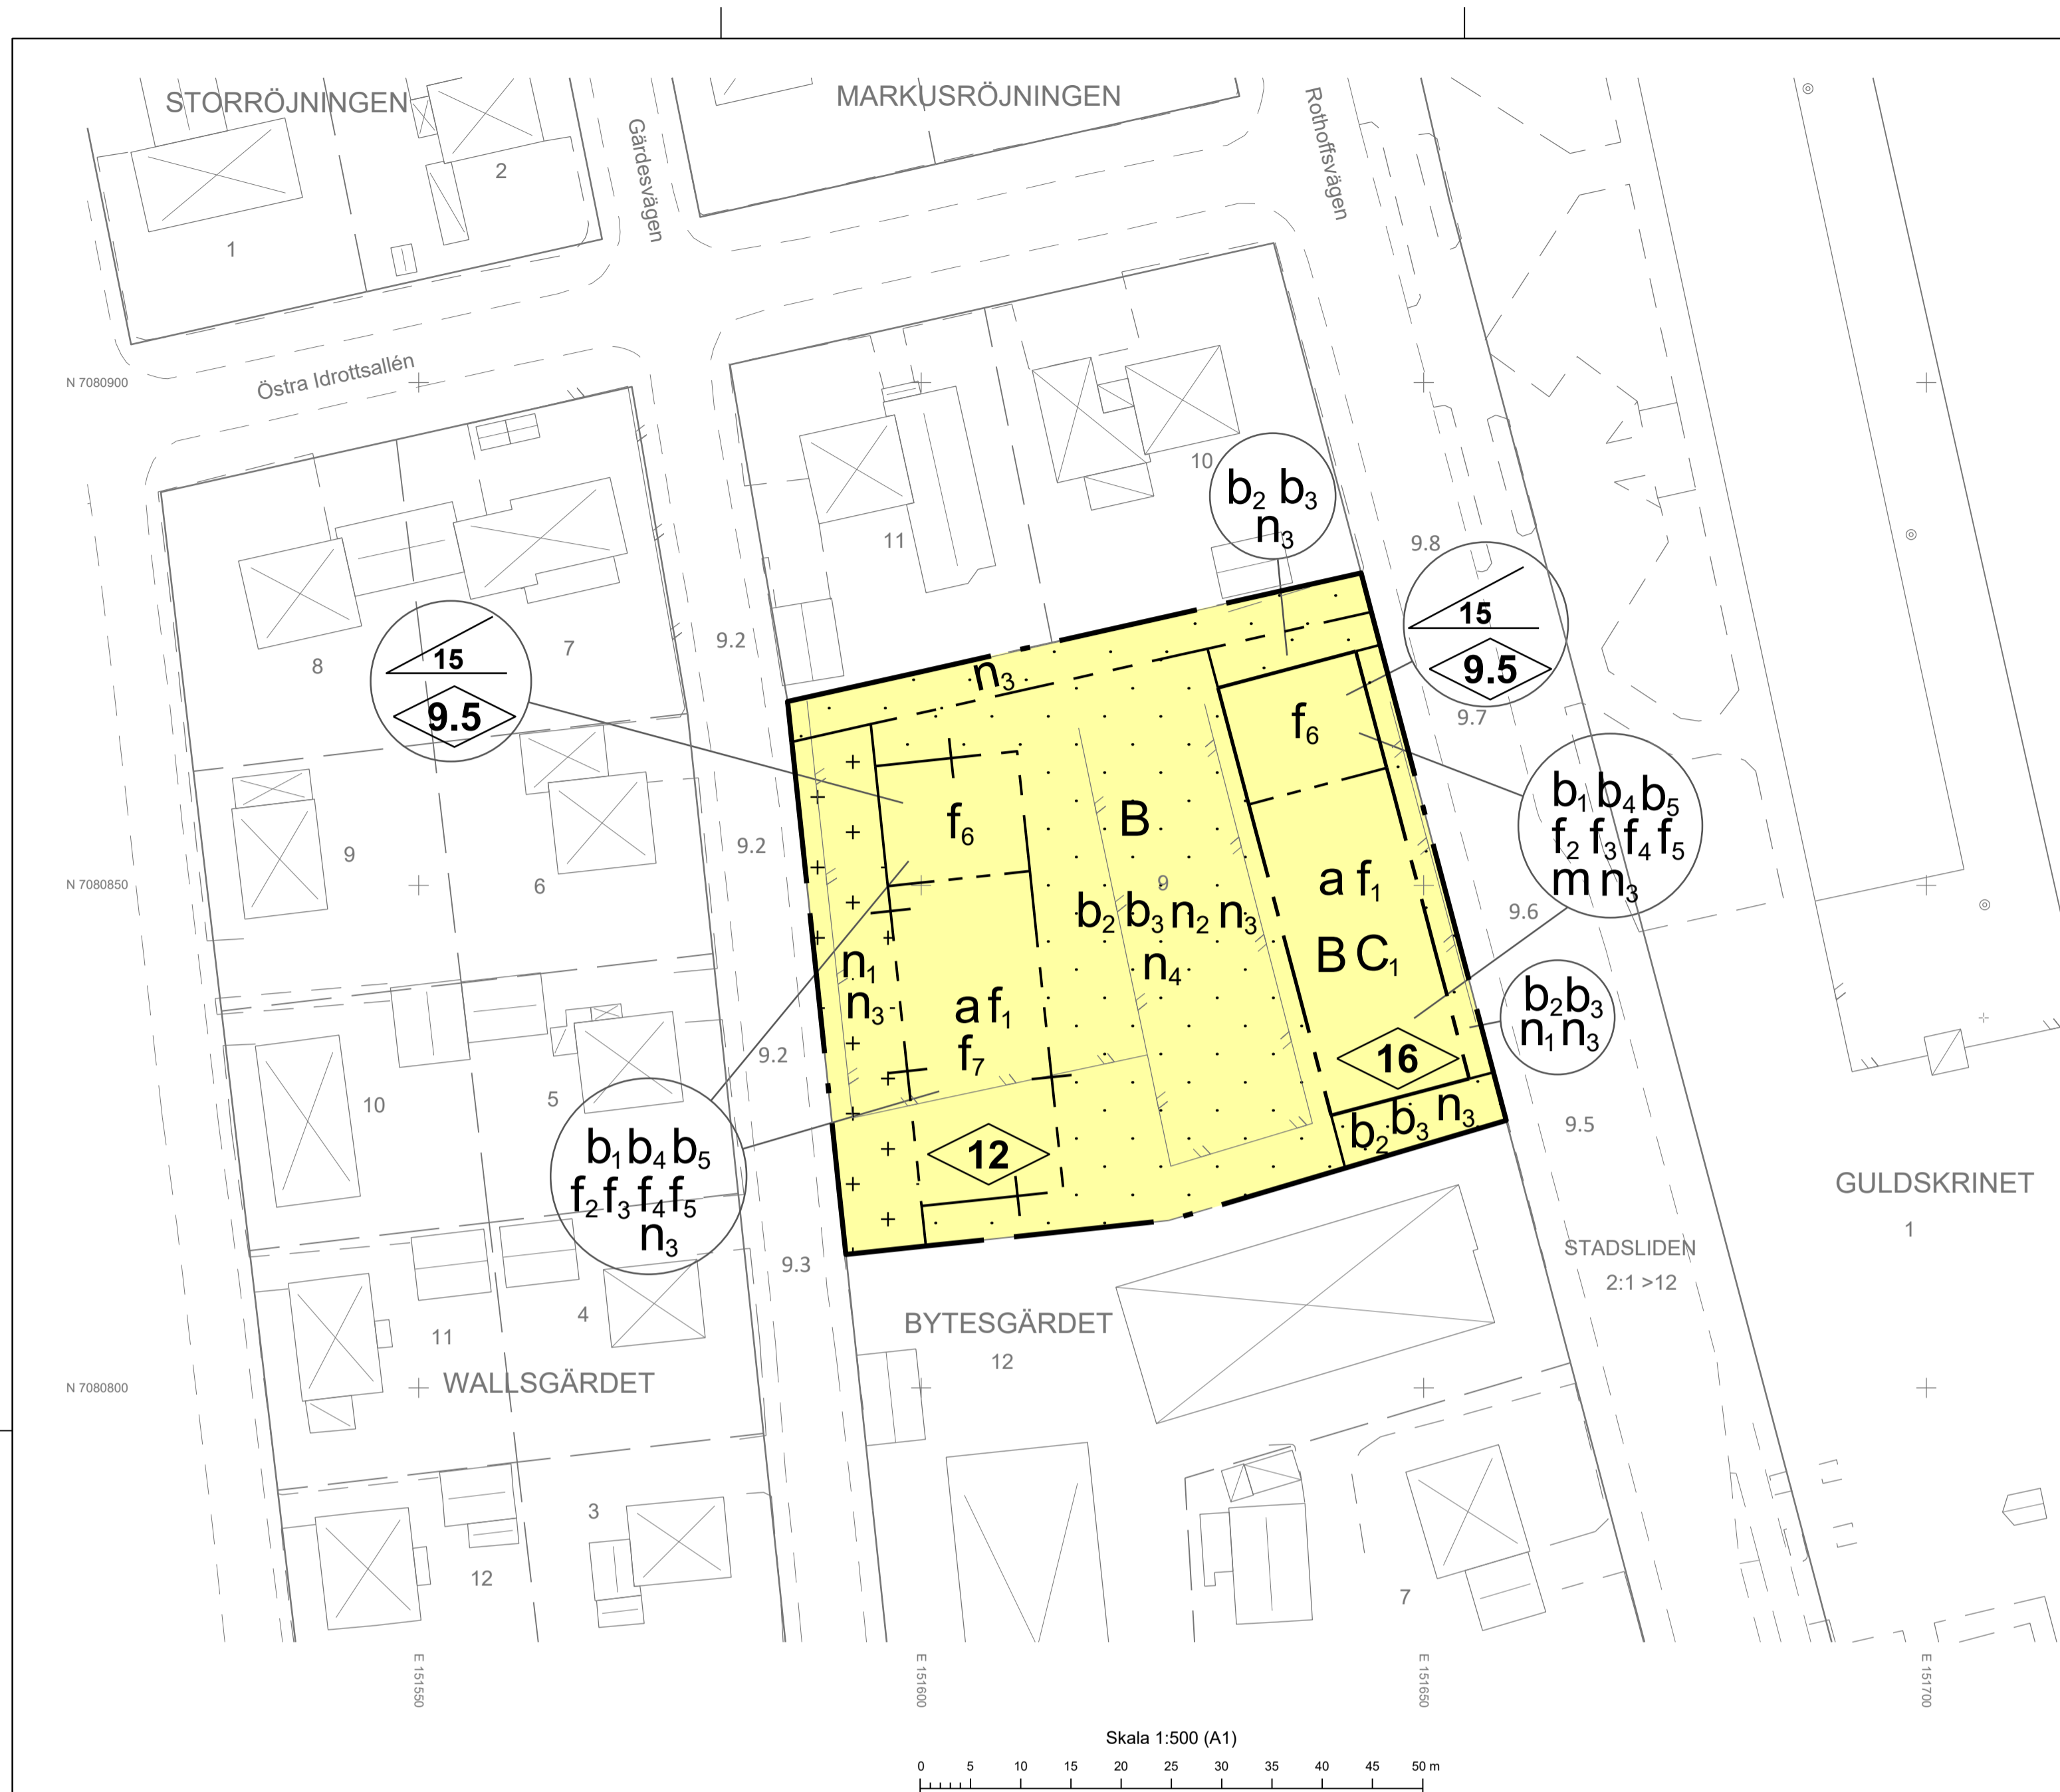 STORRÖJNINGEN
MARKUSRÖJNINGEN
Gärdesvägen
Rothoffsvägen
2
1
Östra Idrottsallén
N 7080900
10
b2 b3
n3
11
9.8
15
9.5
15
9.5
8
7
9.2
9.7
n3
f6
f6
B
b1 b4 b5
f2 f3 f4 f5
m n3
9.2
9
6
N 7080850
9
a f1
B C1
b2 b3 n2 n3
n4
9.6
n1
n3
a f1
f7
b2 b3
n1 n3
9.2
16
10
5
b2 b3 n3
9.5
b1 b4 b5
f2 f3 f4 f5
n3
12
GULDSKRINET
1
9.3
STADSLIDEN
2:1 >12
4
11
BYTESGÄRDET
12
N 7080800
WALLSGÄRDET
3
12
7
E 151550
E 151600
E 151650
E 151700
Skala 1:500 (A1)
0 5 10 15 20 25 30 35 40 45 50 m